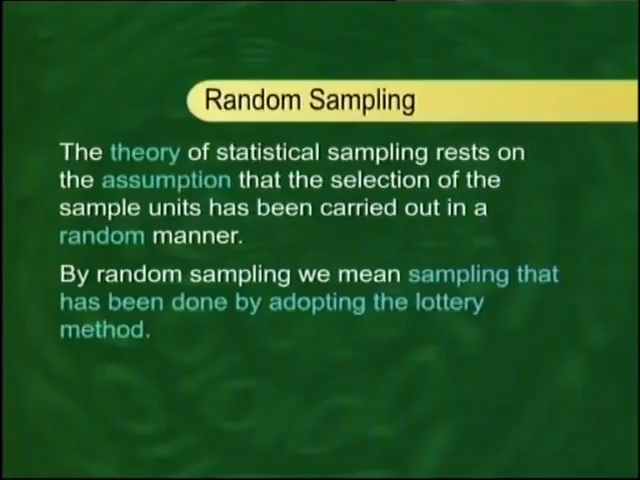 Random Sampling
The theory of statistical sampling rests on
the assumption that the selection of the
sample units has been carried out in a
random manner.
By random sampling we mean sampling that
has been done by adopting the lottery
method.